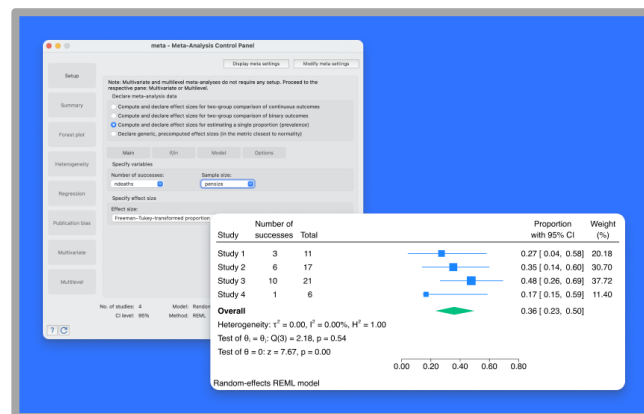 meta - Meta-Analysis Control Panel
Display meta settings
Modify meta settings
Setup
Summary
Forest plot
Heterogeneity
Regression
Publication bias
Multivariate
Multilevel
Note: Multivariate and multilevel meta-analyses do not require any setup. Proceed to the
respective pane: Multivariate or Multilevel.
Declare meta-analysis data
Compute and declare effect sizes for two-group comparison of continuous outcomes
Compute and declare effect sizes for two-group comparison of binary outcomes
Compute and declare effect sizes for estimating a single proportion (prevalence)
Declare generic, precomputed effect sizes (in the metric closest to normality)
Main if/in Model Options
Specify variables
Number of successes: Sample size:
ndeaths pensize
Specify effect size
Effect size:
Freeman-Tukey-transformed proportion
No. of studies: 4 Model: Random
CI level: 95% Method: REML
? C
Number of Proportion Weight
Study successes Total with 95% CI (%)
Study 1 3 11 0.27 [ 0.04, 0.58] 20.18
Study 2 6 17 0.35 [ 0.14, 0.60] 30.70
Study 3 10 21 0.48 [ 0.26, 0.69] 37.72
Study 4 1 6 0.17 [ 0.15, 0.59] 11.40
Overall 0.36 [ 0.23, 0.50]
Heterogeneity: τ² = 0.00, I² = 0.00%, H² = 1.00
Test of θᵢ = θⱼ: Q(3) = 2.18, p = 0.54
Test of θ = 0: z = 7.67, p = 0.00
0.00 0.20 0.40 0.60 0.80
Random-effects REML model